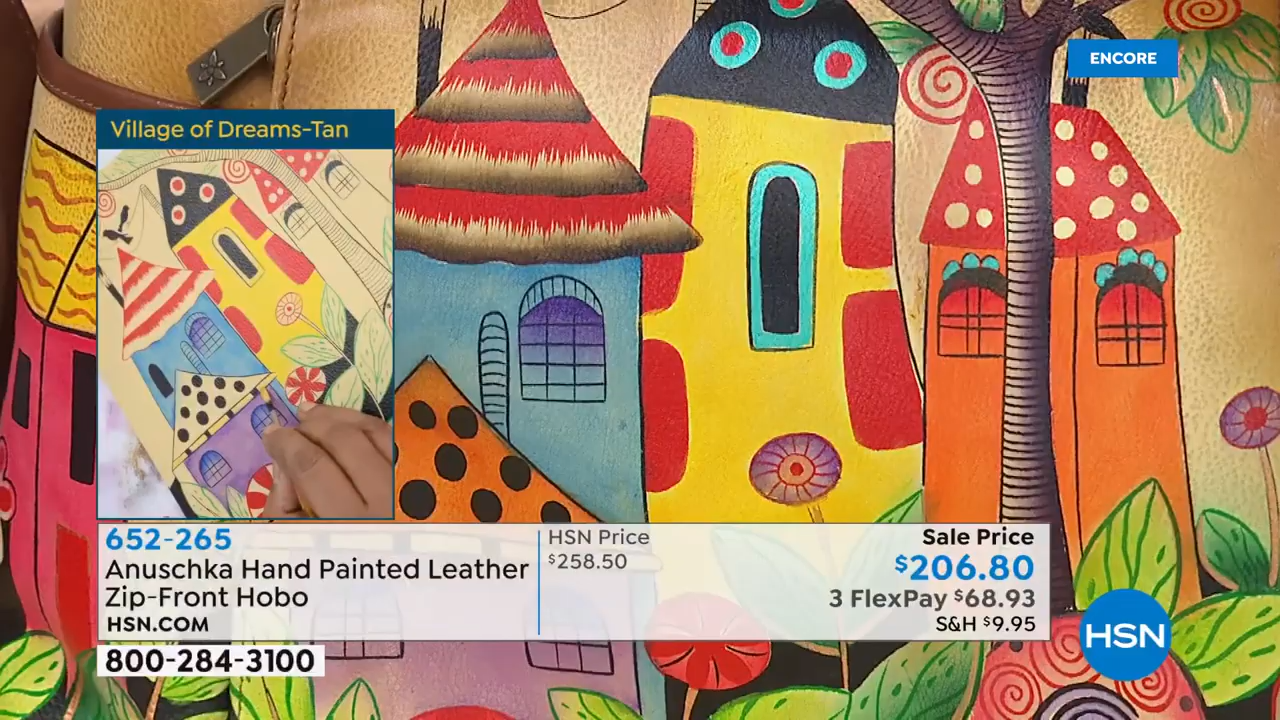 ENCORE
Village of Dreams-Tan
652-265
Anuschka Hand Painted Leather
Zip-Front Hobo
HSN.COM
HSN Price
$258.50
Sale Price
$206.80
3 FlexPay $68.93
S&H $9.95
HSN
800-284-3100